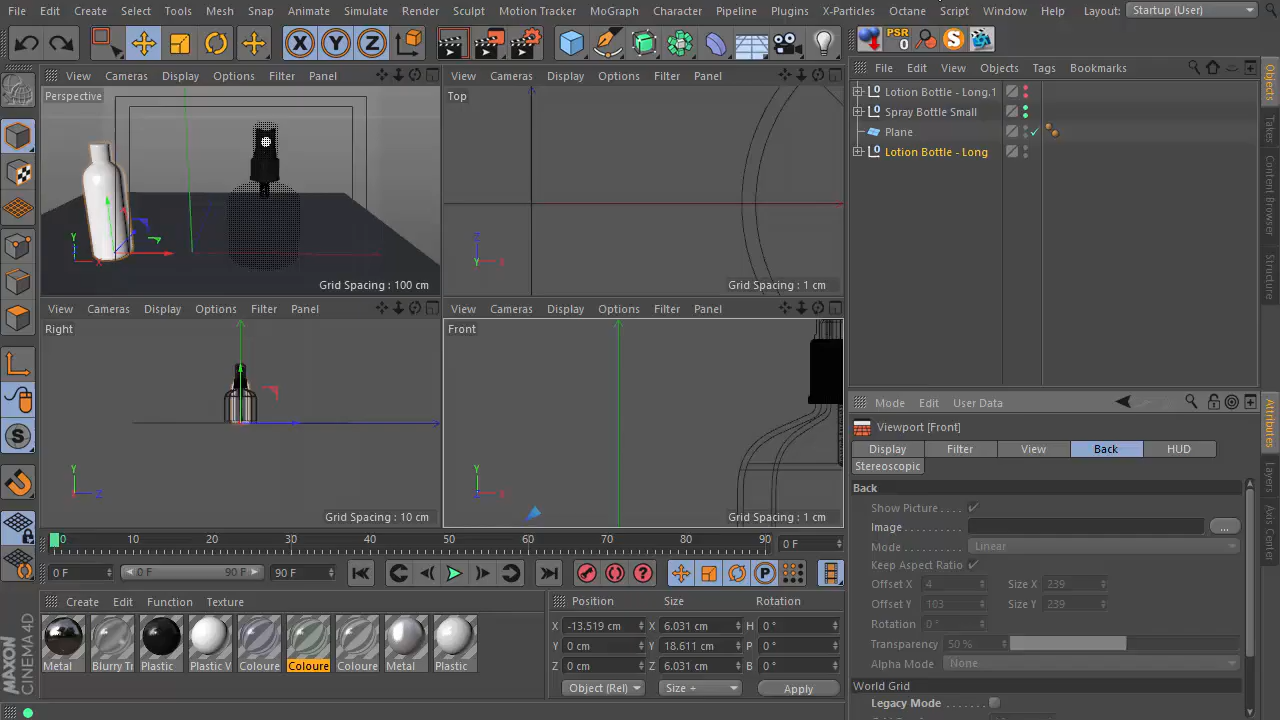 File Edit Create Select Tools Mesh Snap Animate Simulate Render Sculpt Motion Tracker MoGraph Character Pipeline Plugins X-Particles Octane Script Window Help Layout: Startup (User)
X Y Z PSR 0 S
View Cameras Display Options Filter Panel
View Cameras Display Options Filter Panel
File Edit View Objects Tags Bookmarks
Perspective
Top
Lotion Bottle - Long.1
Spray Bottle Small
Plane
Lotion Bottle - Long
Grid Spacing : 100 cm
Grid Spacing : 1 cm
View Cameras Display Options Filter Panel
View Cameras Display Options Filter Panel
Right
Front
Grid Spacing : 10 cm
Grid Spacing : 1 cm
Objects
Content Browser
Structure
Mode Edit User Data
Viewport [Front]
Display Filter View Back HUD
Stereoscopic
Back
Show Picture
Image ...
Mode Linear
Keep Aspect Ratio
Offset X 4 Size X 239
Offset Y 103 Size Y 239
Rotation 0 °
Transparency 50 %
Alpha Mode None
World Grid
Legacy Mode
Attributes
Layers
Axis Center
0 10 20 30 40 50 60 70 80 90 0 F
0 F 0 F 90 F 90 F
Create Edit Function Texture
Metal Blurry Tr Plastic Plastic V Coloure Coloure Coloure Metal Plastic
Position Size Rotation
X -13.519 cm X 6.031 cm H 0 °
Y 0 cm Y 18.611 cm P 0 °
Z 0 cm Z 6.031 cm B 0 °
Object (Rel) Size + Apply
MAXON CINEMA 4D